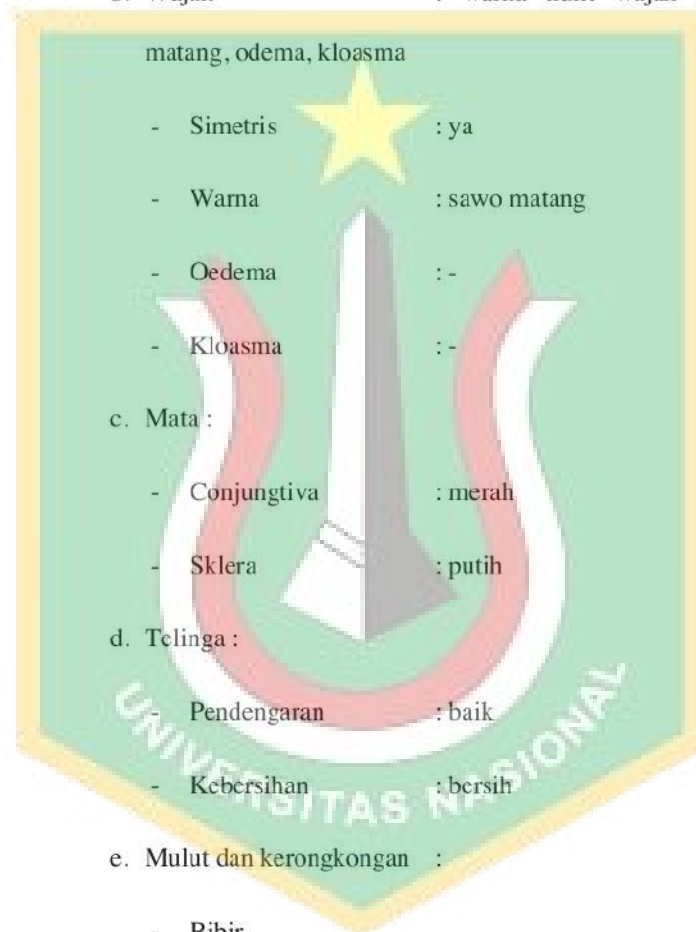 matang, odema, kloasma
- Simetris : ya
- Warna : sawo matang
- Oedema : -
- Kloasma : -
c. Mata :
- Conjungtiva : merah
- Sklera : putih
d. Telinga :
- Pendengaran : baik
- Kebersihan : bersih
UNIVERSITAS NASIONAL
e. Mulut dan kerongkongan :
- Bibir